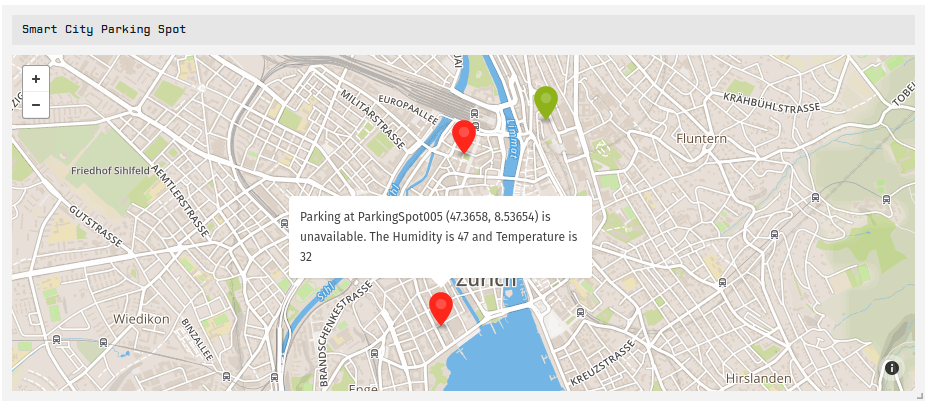 Smart City Parking Spot
+
−
EUROPAALLEE
MILITÄRSTRASSE
KRÄHBÜHLSTRASSE
TOBEL
Fluntern
Limmat
Friedhof Sihlfeld
AEMTLERSTRASSE
GUTSTRASSE
Parking at ParkingSpot005 (47.3658, 8.53654) is
unavailable. The Humidity is 47 and Temperature is
32
Zürich
Sihl
Wiedikon
BINZALLEE
BRANDSCHENKESTRASSE
KREUZSTRASSE
Enge
Hirslanden